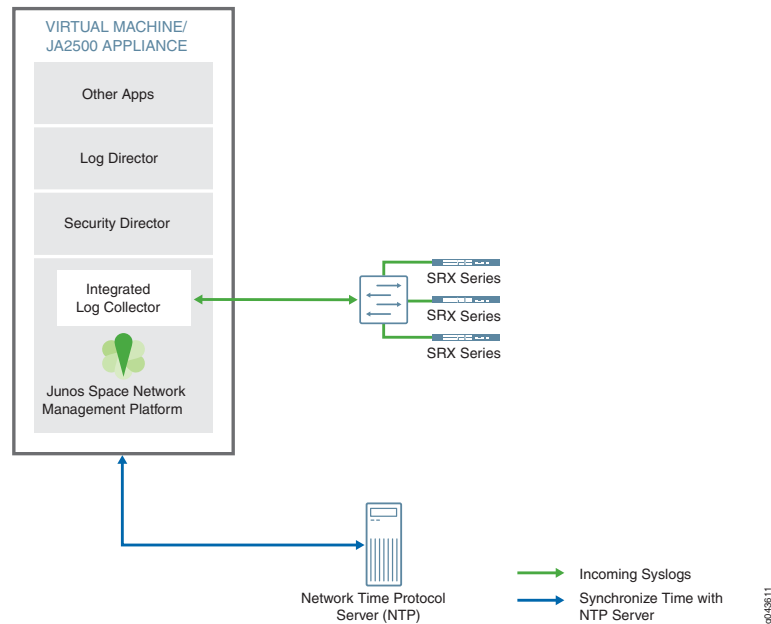 VIRTUAL MACHINE/
JA2500 APPLIANCE
Other Apps
Log Director
Security Director
Integrated
Log Collector
Junos Space Network
Management Platform
SRX Series
SRX Series
SRX Series
Network Time Protocol
Server (NTP)
Incoming Syslogs
Synchronize Time with
NTP Server
g043611